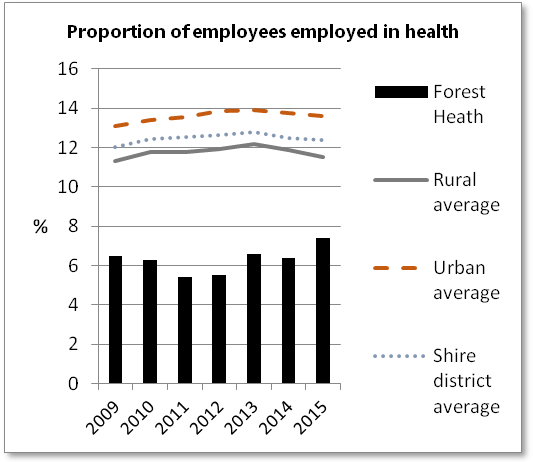 Proportion of employees employed in health
16
14
12
10
8
6
4
2
0
%
2009
2010
2011
2012
2013
2014
2015
Forest
Heath
Rural
average
Urban
average
Shire
district
average